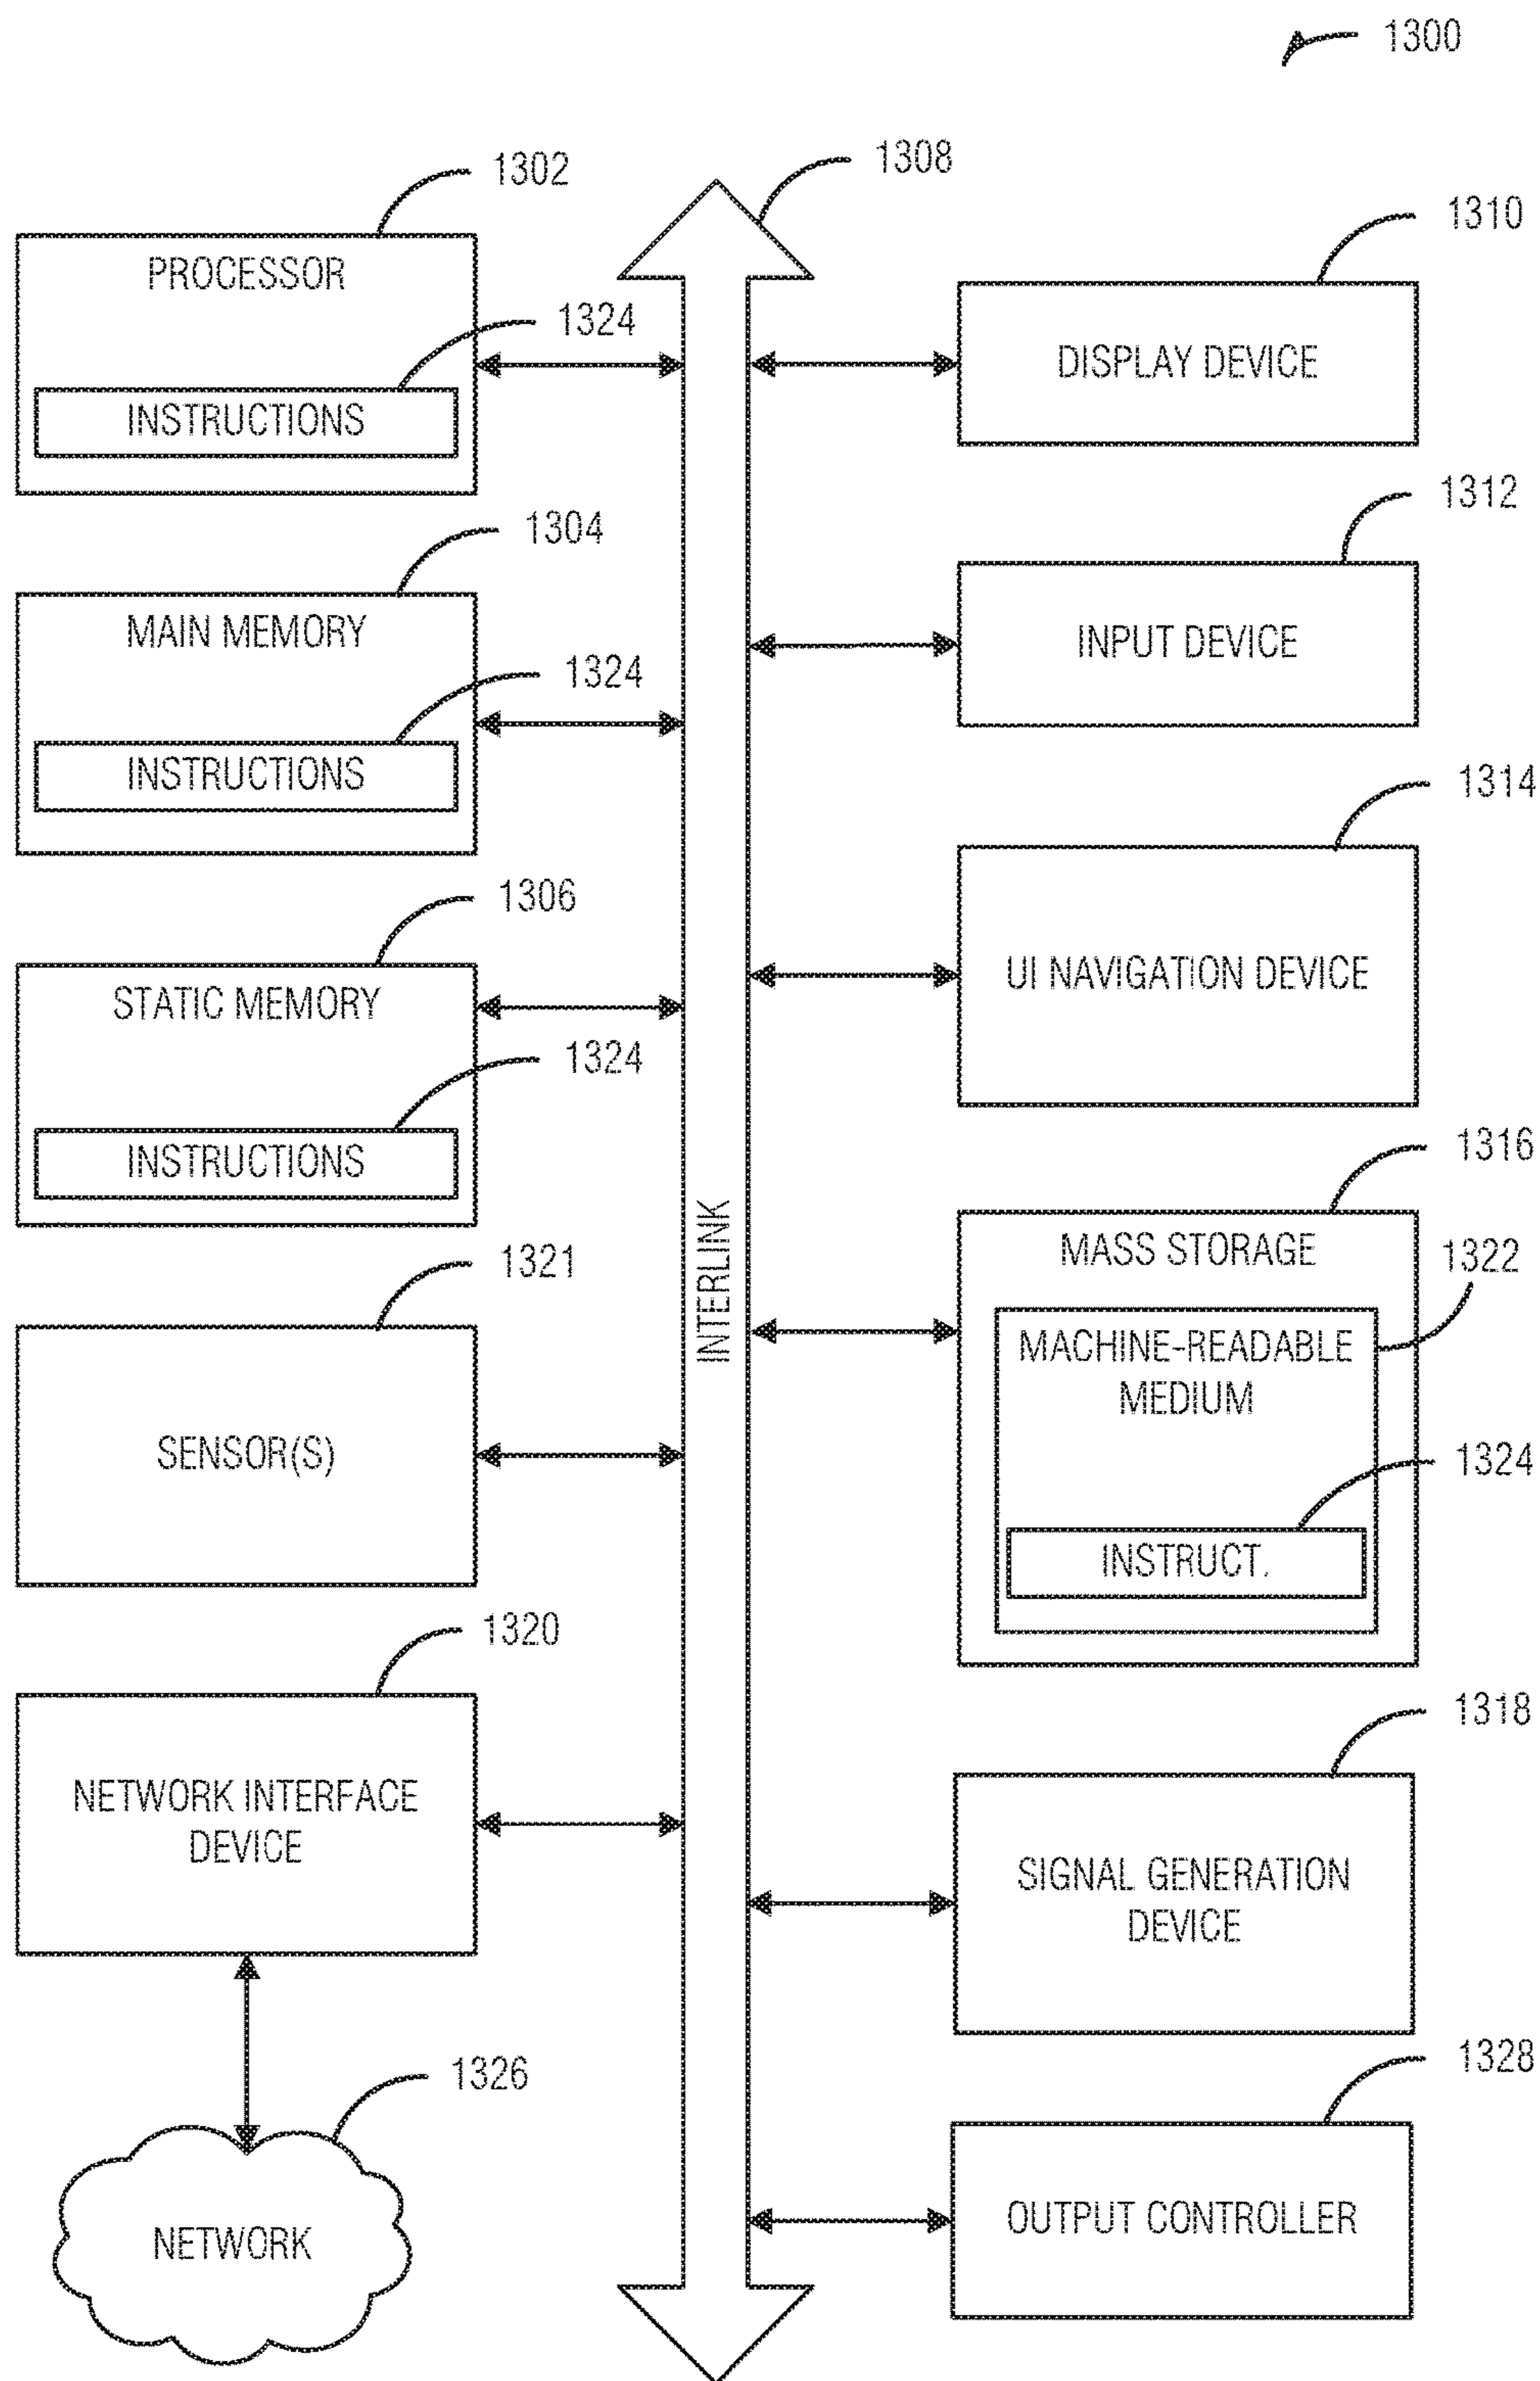 1300
1302
1308
1310
PROCESSOR
1324
INSTRUCTIONS
DISPLAY DEVICE
1312
1304
MAIN MEMORY
1324
INSTRUCTIONS
INPUT DEVICE
1314
1306
STATIC MEMORY
1324
INSTRUCTIONS
UI NAVIGATION DEVICE
1316
INTERLINK
MASS STORAGE
1322
MACHINE-READABLE
MEDIUM
1324
INSTRUCT.
1321
SENSOR(S)
1320
NETWORK INTERFACE
DEVICE
1318
SIGNAL GENERATION
DEVICE
1326
NETWORK
1328
OUTPUT CONTROLLER